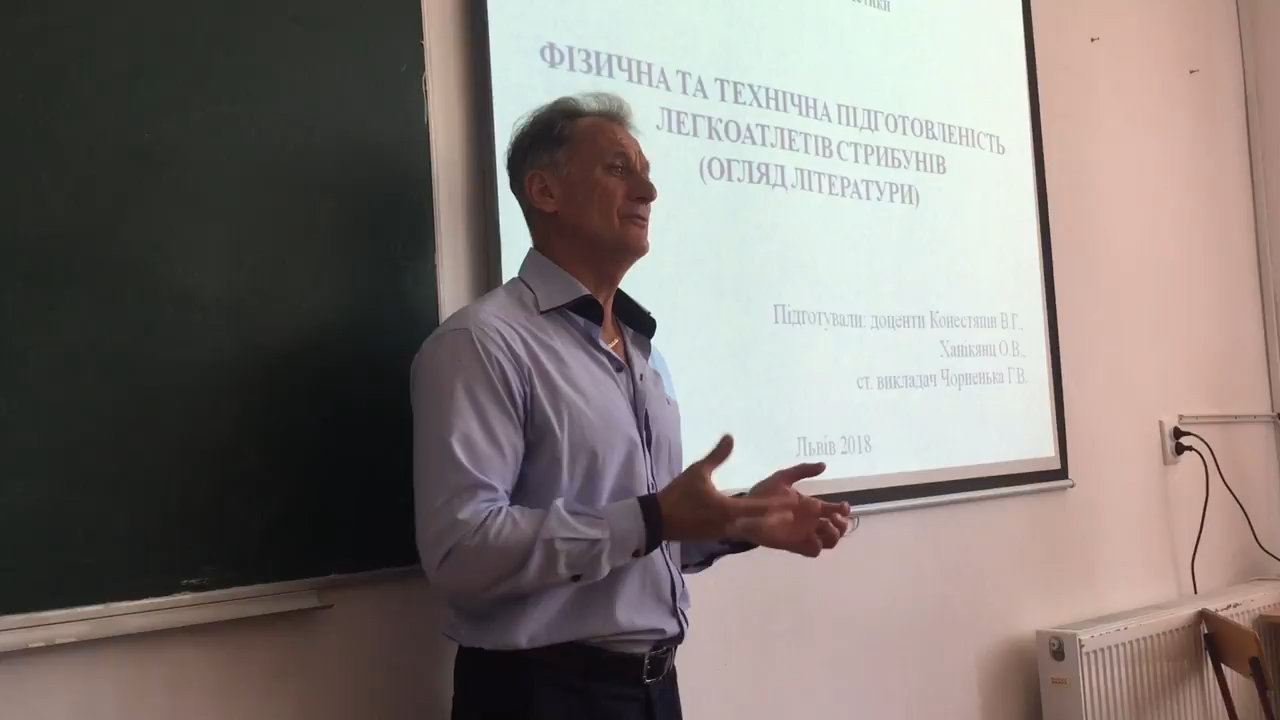 ФІЗИЧНА ТА ТЕХНІЧНА ПІДГОТОВЛЕНІСТЬ
ЛЕГКОАТЛЕТІВ СТРИБУНІВ
(ОГЛЯД ЛІТЕРАТУРИ)
Підготували: доценти Конестяпін В.Г.,
Ханікянц О.В.,
ст. викладач Чорненька Г.В.
Львів 2018